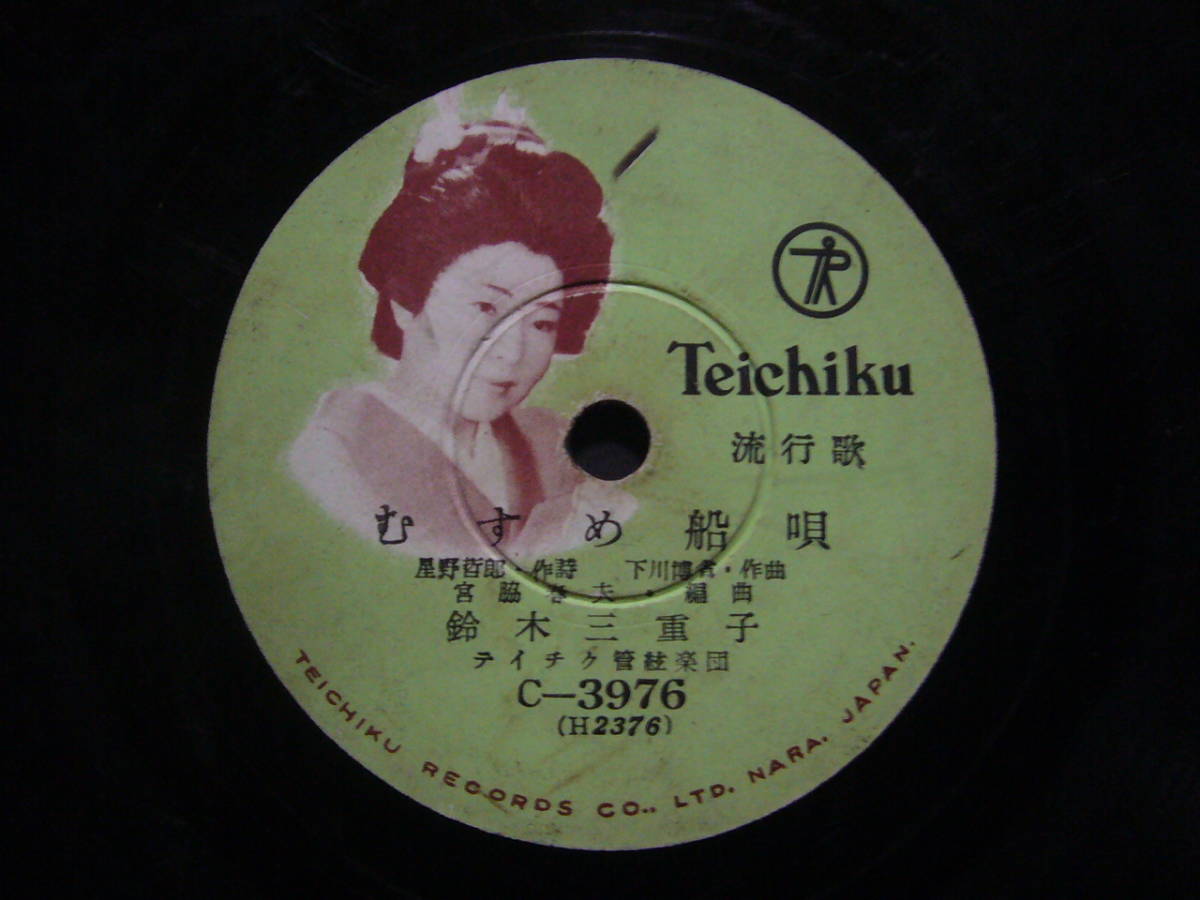 Teichiku
流行歌
むすめ船唄
星野哲郎・作詩 下川博省・作曲
宮脇春夫・編曲
鈴木三重子
テイチク管絃楽団
C—3976
(H2376)
TEICHIKU RECORDS CO., LTD. NARA, JAPAN.